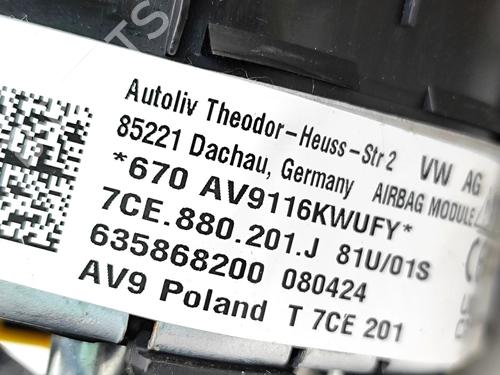 Autoliv Theodor-Heuss-Str 2 VW AG
85221 Dachau, Germany AIRBAG MODULE
*670 AV9116KWUFY*
7CE.880.201.J 81U/01S
635868200 080424
AV9 Poland T 7CE 201